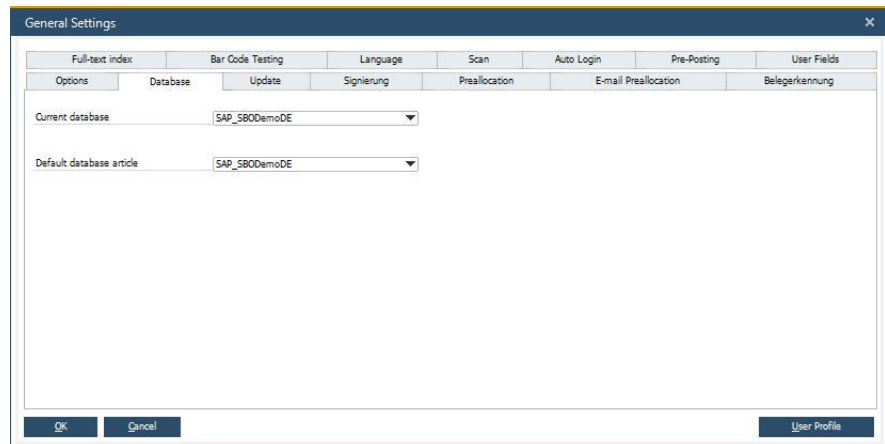 General Settings
Full-text index Bar Code Testing Language Scan Auto Login Pre-Posting User Fields
Options Database Update Signierung Preallocation E-mail Preallocation Belegerkennung
Current database SAP_SBODemoDE
Default database article SAP_SBODemoDE
OK Cancel User Profile